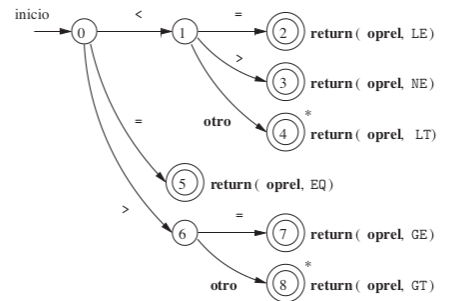 inicio
< =
0 1 2 return ( oprel, LE)
>
3 return ( oprel, NE)
otro *
4 return ( oprel, LT)
=
5 return ( oprel, EQ)
> =
6 7 return ( oprel, GE)
*
otro 8 return ( oprel, GT)